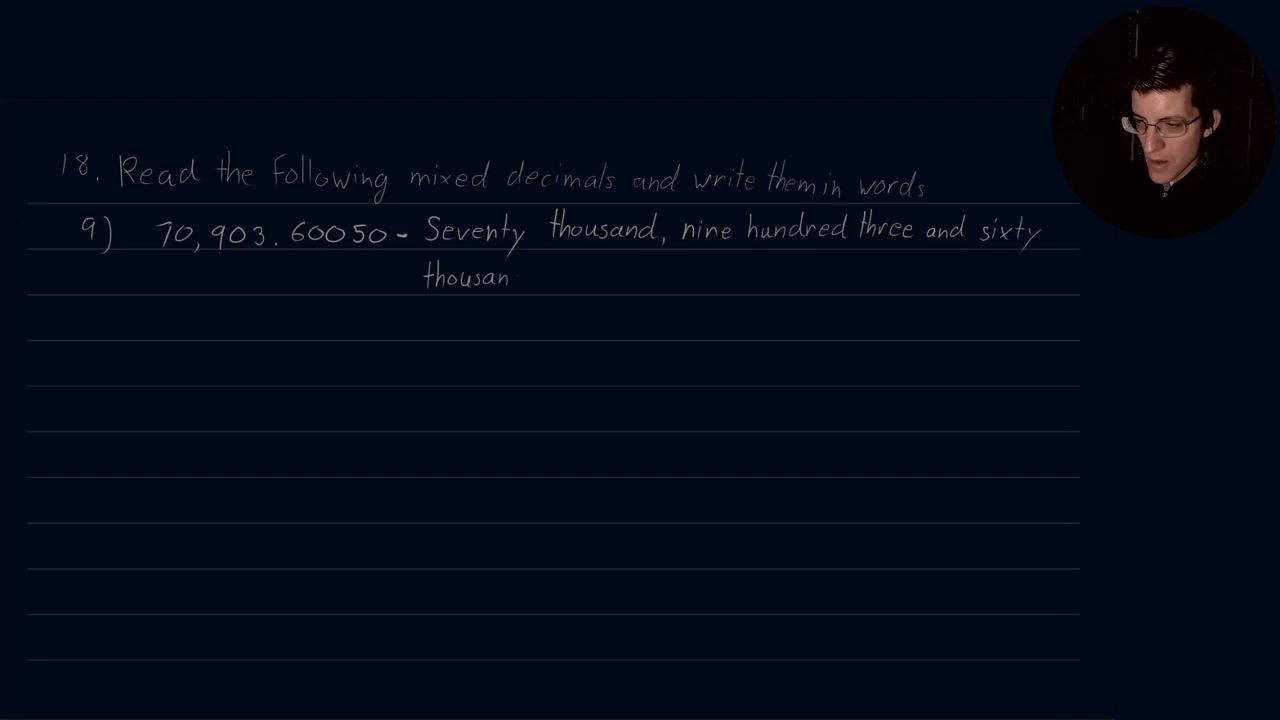 18. Read the following mixed decimals and write them in words
9) 70,903.60050 - Seventy thousand, nine hundred three and sixty
thousan